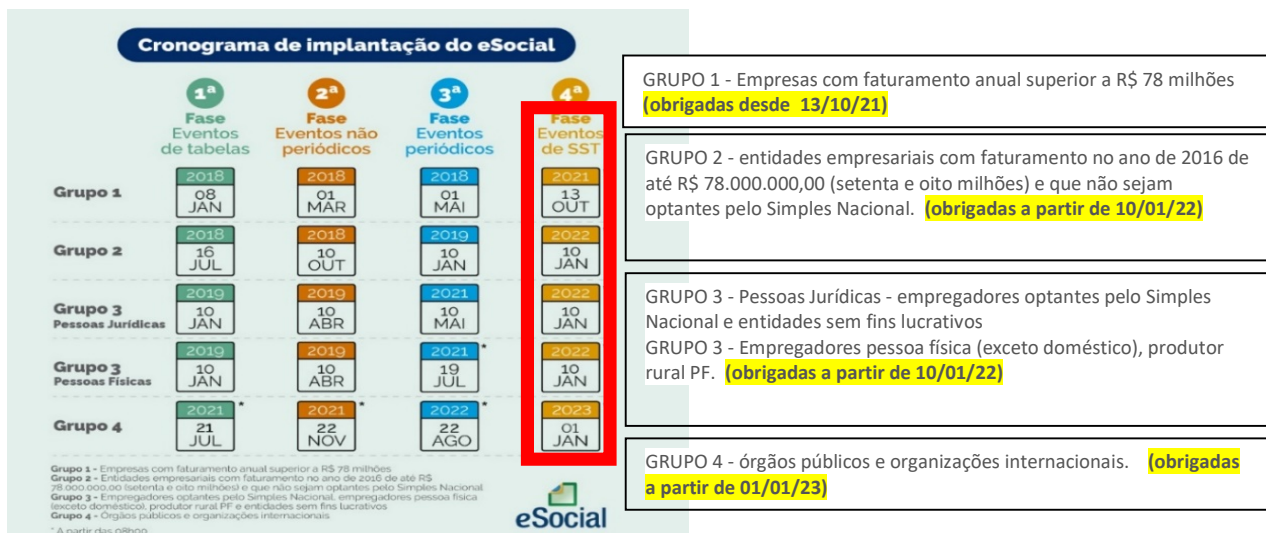 Cronograma de implantação do eSocial
1ª
Fase
Eventos
de tabelas
2ª
Fase
Eventos não
periódicos
3ª
Fase
Eventos
periódicos
4ª
Fase
Eventos
de SST
Grupo 1
2018
08
JAN
2018
01
MAR
2018
01
MAI
2021
13
OUT
Grupo 2
2018
16
JUL
2018
10
OUT
2019
10
JAN
2022
10
JAN
Grupo 3
Pessoas Jurídicas
2019
10
JAN
2019
10
ABR
2021
10
MAI
2022
10
JAN
Grupo 3
Pessoas Físicas
2019
10
JAN
2019
10
ABR
2021 *
19
JUL
2022
10
JAN
Grupo 4
2021 *
21
JUL
2021 *
22
NOV
2022 *
22
AGO
2023
01
JAN
Grupo 1 - Empresas com faturamento anual superior a R$ 78 milhões
Grupo 2 - Entidades empresariais com faturamento no ano de 2016 de até R$
78.000.000,00 (setenta e oito milhões) e que não sejam optantes pelo Simples Nacional
Grupo 3 - Empregadores optantes pelo Simples Nacional, empregadores pessoa física
(exceto doméstico), produtor rural PF e entidades sem fins lucrativos
Grupo 4 - Órgãos públicos e organizações internacionais
* A partir das 08h00
eSocial
GRUPO 1 - Empresas com faturamento anual superior a R$ 78 milhões
(obrigadas desde 13/10/21)
GRUPO 2 - entidades empresariais com faturamento no ano de 2016 de
até R$ 78.000.000,00 (setenta e oito milhões) e que não sejam
optantes pelo Simples Nacional. (obrigadas a partir de 10/01/22)
GRUPO 3 - Pessoas Jurídicas - empregadores optantes pelo Simples
Nacional e entidades sem fins lucrativos
GRUPO 3 - Empregadores pessoa física (exceto doméstico), produtor
rural PF. (obrigadas a partir de 10/01/22)
GRUPO 4 - órgãos públicos e organizações internacionais. (obrigadas
a partir de 01/01/23)